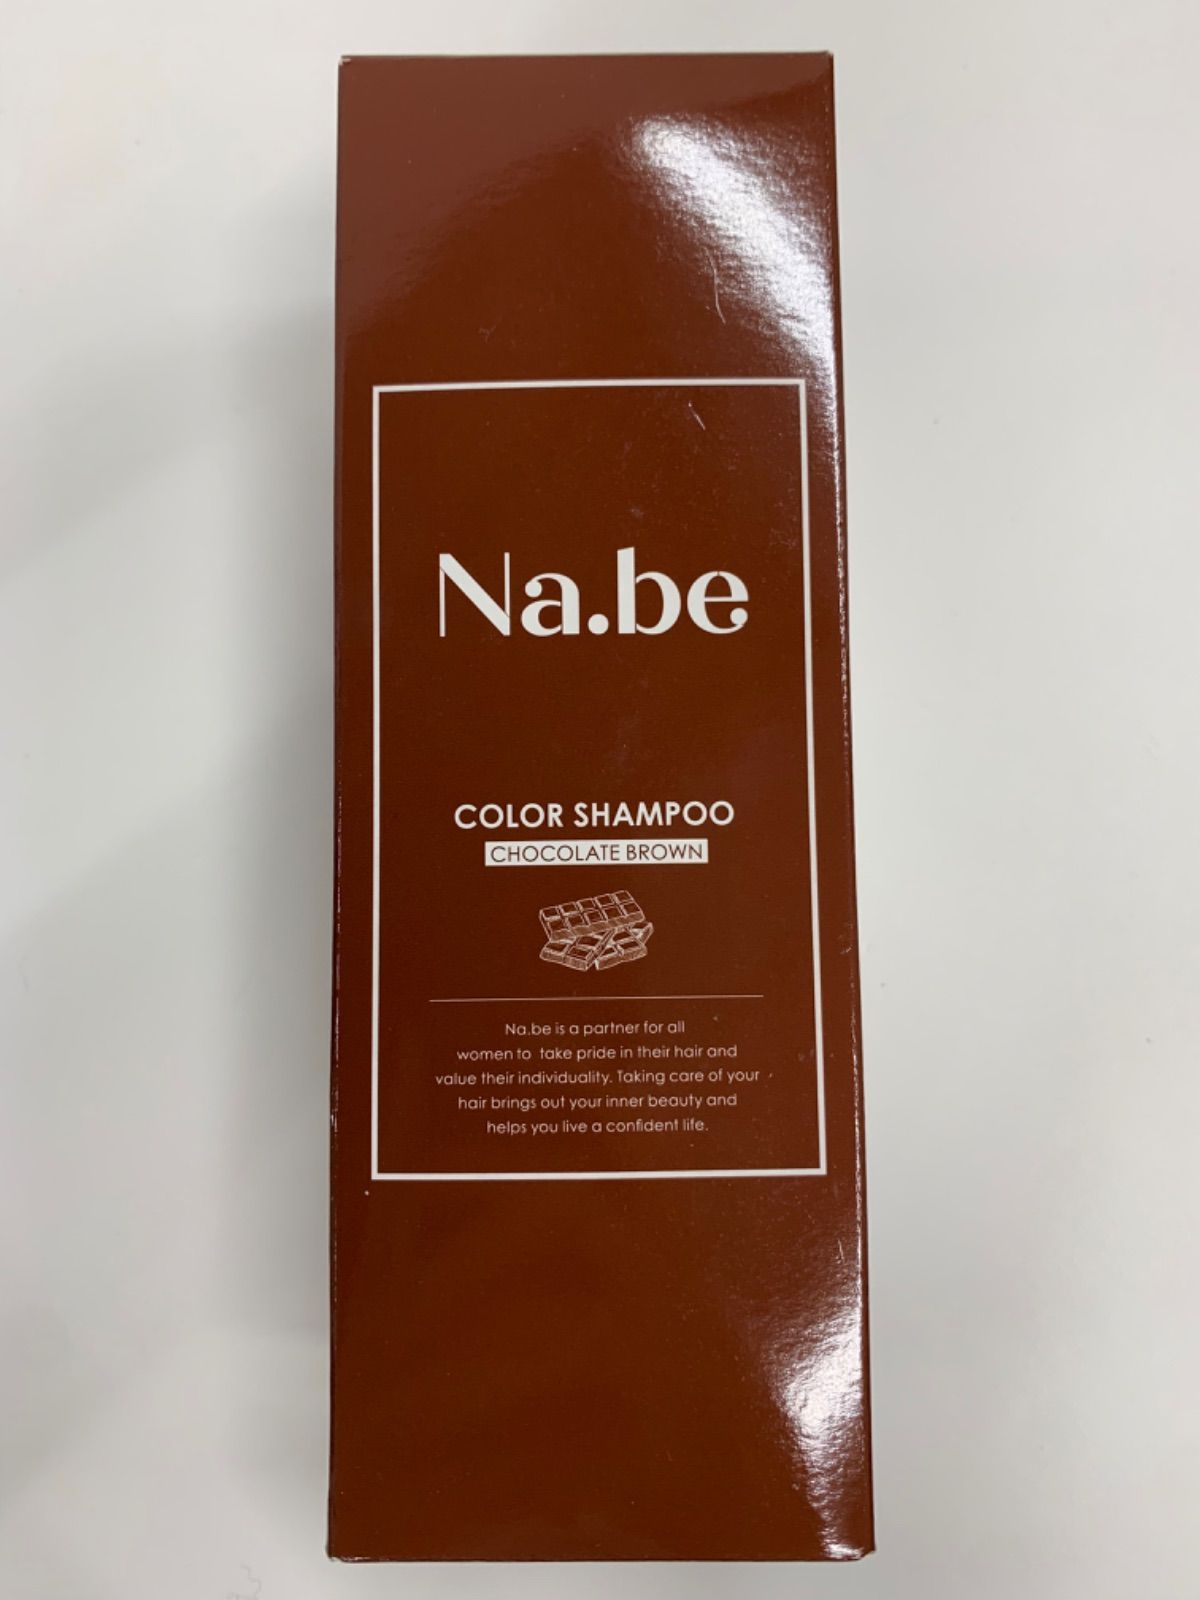 Na.be
COLOR SHAMPOO
CHOCOLATE BROWN
Na.be is a partner for all
women to take pride in their hair and
value their individuality. Taking care of your
hair brings out your inner beauty and
helps you live a confident life.